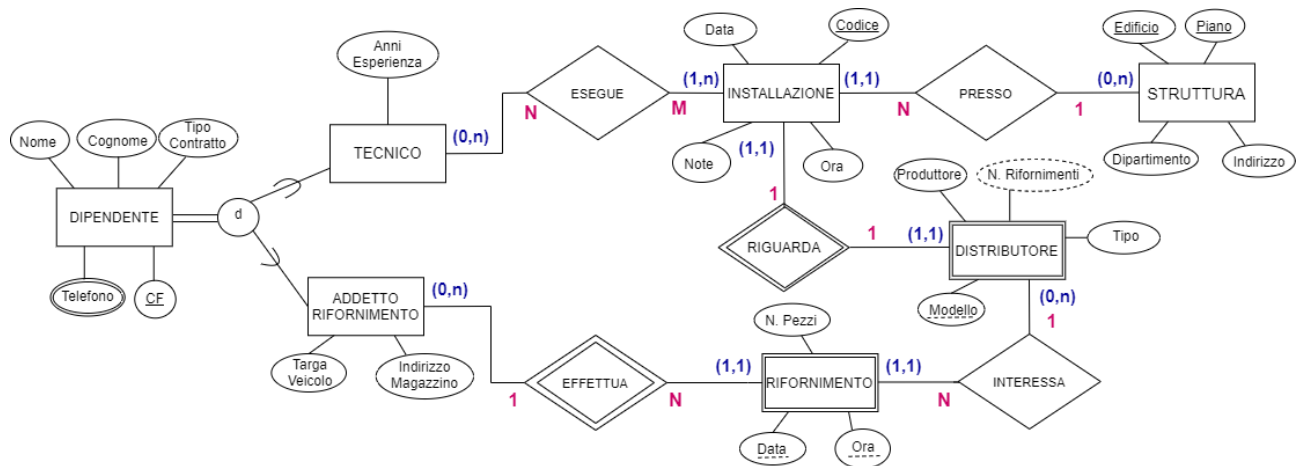 Data
Codice
Edificio
Piano
Anni
Esperienza
(1,n)
INSTALLAZIONE
(1,1)
PRESSO
(0,n)
STRUTTURA
ESEGUE
N
M
N
1
Nome
Cognome
Tipo
Contratto
TECNICO
(0,n)
(1,1)
Note
Ora
Dipartimento
Indirizzo
Produttore
N. Rifornimenti
DIPENDENTE
d
1
RIGUARDA
1
(1,1)
DISTRIBUTORE
Tipo
Telefono
CF
ADDETTO
RIFORNIMENTO
(0,n)
Modello
(0,n)
1
N. Pezzi
Targa
Veicolo
Indirizzo
Magazzino
EFFETTUA
1
N
(1,1)
RIFORNIMENTO
(1,1)
N
INTERESSA
Data
Ora